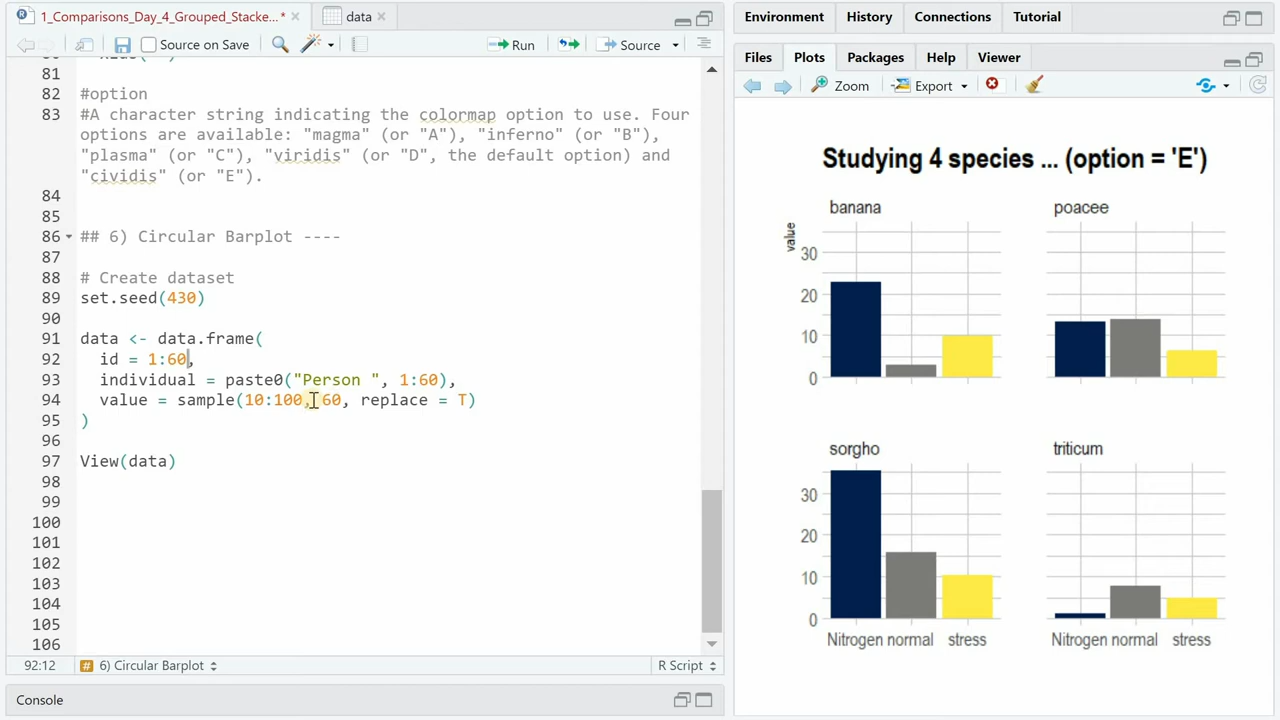 1_Comparisons_Day_4_Grouped_Stacke...* data
Source on Save Run Source
81
82 #option
83 #A character string indicating the colormap option to use. Four
options are available: "magma" (or "A"), "inferno" (or "B"),
"plasma" (or "C"), "viridis" (or "D", the default option) and
"cividis" (or "E").
84
85
86 ## 6) Circular Barplot ----
87
88 # Create dataset
89 set.seed(430)
90
91 data <- data.frame(
92 id = 1:60,
93 individual = paste0("Person ", 1:60),
94 value = sample(10:100, 60, replace = T)
95 )
96
97 View(data)
98
99
100
101
102
103
104
105
106
92:12 6) Circular Barplot R Script
Console
Environment History Connections Tutorial
Files Plots Packages Help Viewer
Zoom Export
Studying 4 species ... (option = 'E')
banana poacee
value
30
20
10
0
sorgho triticum
30
20
10
0
Nitrogen normal stress Nitrogen normal stress